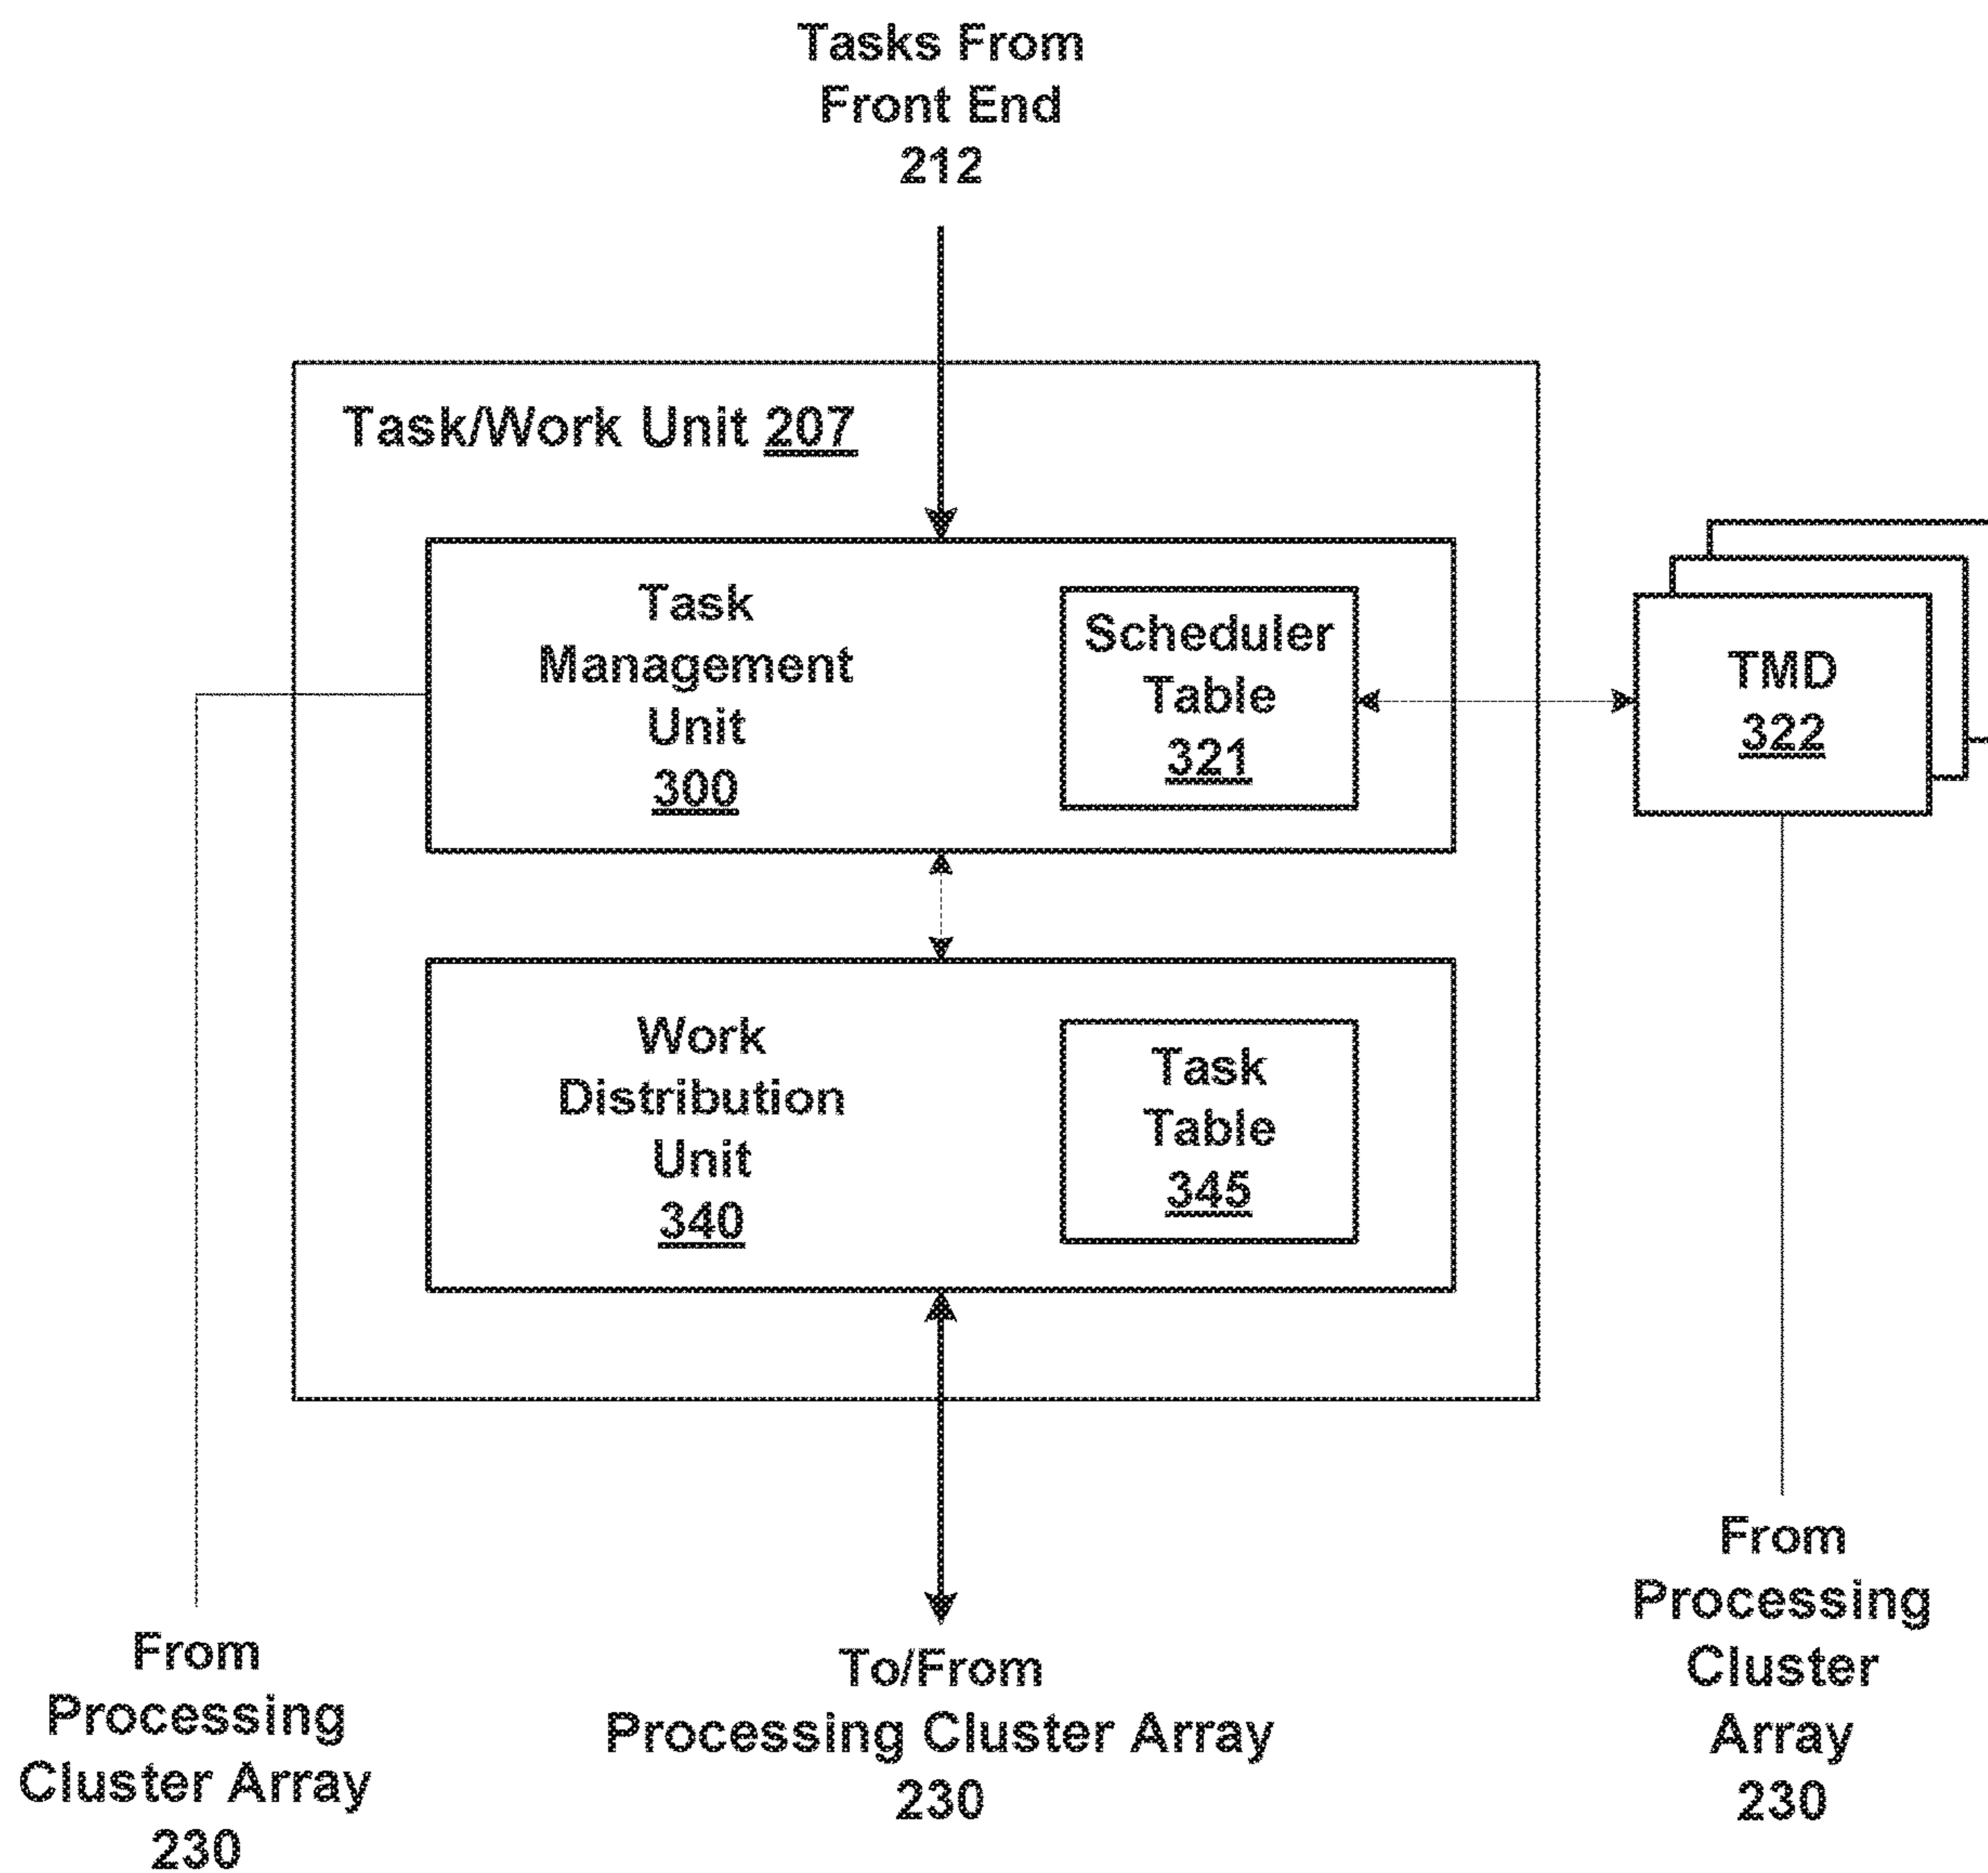 Tasks From
Front End
212
Task/Work Unit 207
Task
Management
Unit
300
Scheduler
Table
321
TMD
322
Work
Distribution
Unit
340
Task
Table
345
From
Processing
Cluster Array
230
To/From
Processing Cluster Array
230
From
Processing
Cluster
Array
230